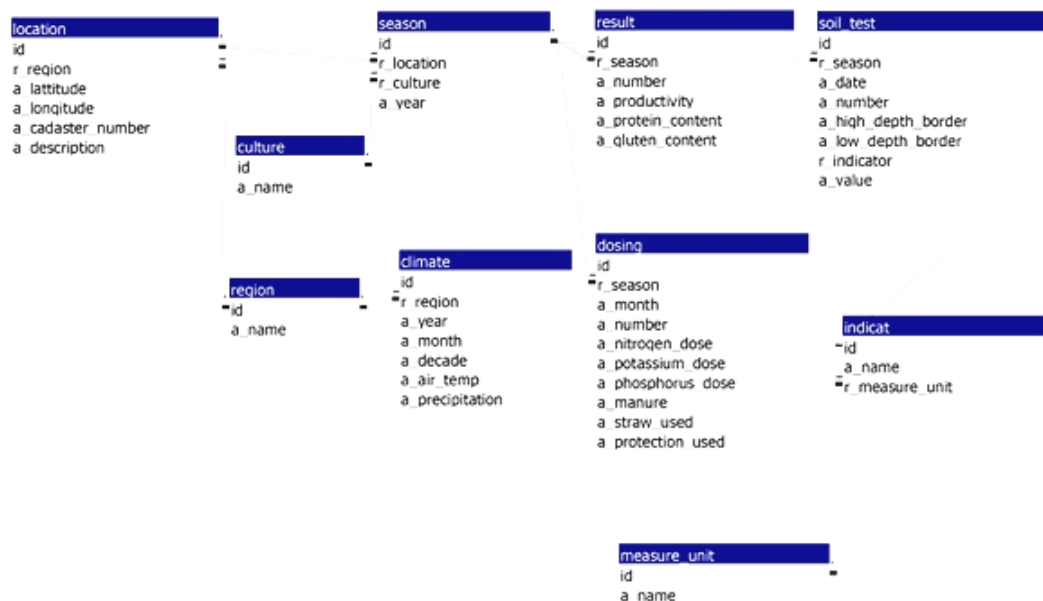 location
id
r_region
a_lattitude
a_longitude
a_cadaster_number
a_description
season
id
r_location
r_culture
a_year
result
id
r_season
a_number
a_productivity
a_protein_content
a_gluten_content
soil_test
id
r_season
a_date
a_number
a_high_depth_border
a_low_depth_border
r_indicator
a_value
culture
id
a_name
region
id
a_name
climate
id
r_region
a_year
a_month
a_decade
a_air_temp
a_precipitation
dosing
id
r_season
a_month
a_number
a_nitrogen_dose
a_potassium_dose
a_phosphorus_dose
a_manure
a_straw_used
a_protection_used
indicat
id
a_name
r_measure_unit
measure_unit
id
a_name